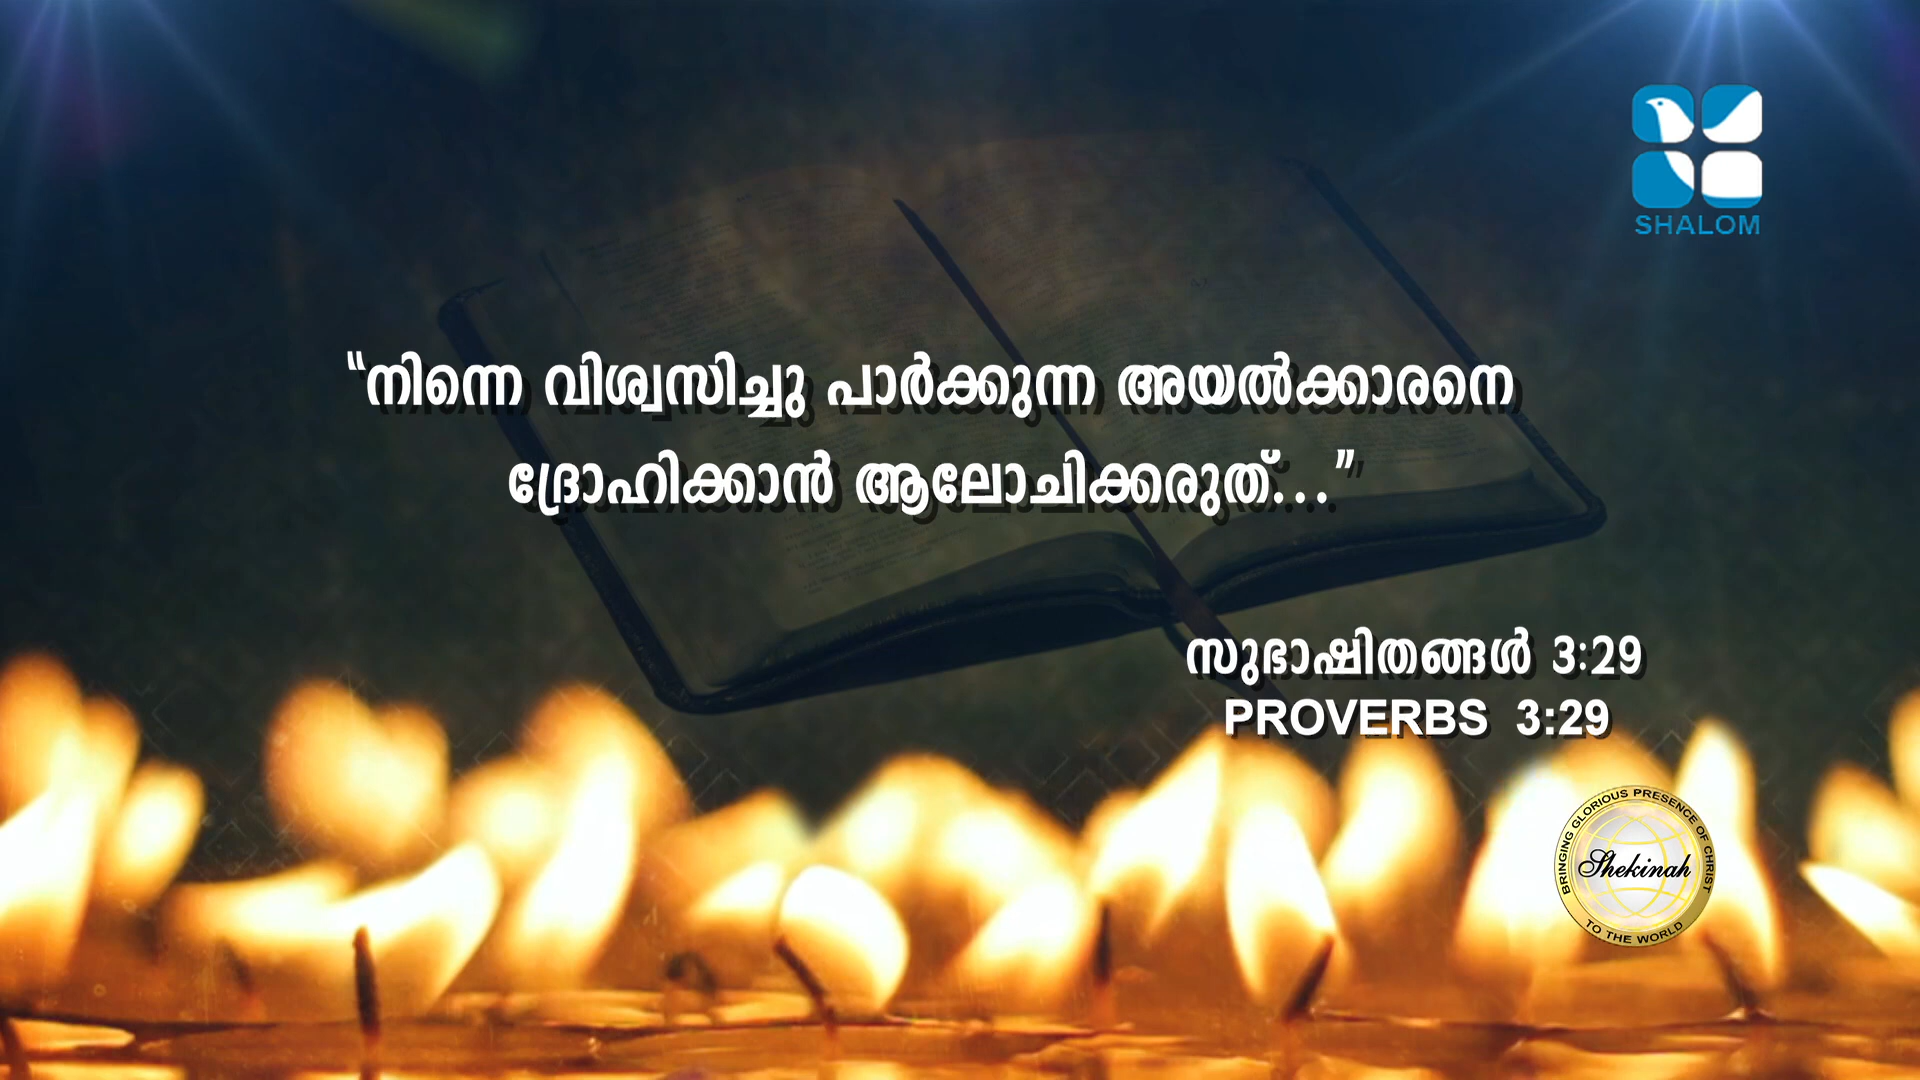 SHALOM
“നിന്നെ വിശ്വസിച്ചു പാർക്കുന്ന അയൽക്കാരനെ
ദ്രോഹിക്കാൻ ആലോചിക്കരുത്...”
സുഭാഷിതങ്ങൾ 3:29
PROVERBS 3:29
BRINGING GLORIOUS PRESENCE OF CHRIST
Shekinah
TO THE WORLD